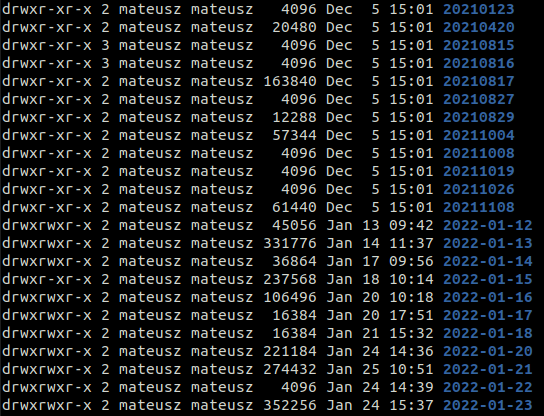 drwxr-xr-x 2 mateusz mateusz   4096 Dec  5 15:01 20210123
drwxr-xr-x 2 mateusz mateusz  20480 Dec  5 15:01 20210420
drwxr-xr-x 3 mateusz mateusz   4096 Dec  5 15:01 20210815
drwxr-xr-x 3 mateusz mateusz   4096 Dec  5 15:01 20210816
drwxr-xr-x 2 mateusz mateusz 163840 Dec  5 15:01 20210817
drwxr-xr-x 2 mateusz mateusz   4096 Dec  5 15:01 20210827
drwxr-xr-x 2 mateusz mateusz  12288 Dec  5 15:01 20210829
drwxr-xr-x 2 mateusz mateusz  57344 Dec  5 15:01 20211004
drwxr-xr-x 2 mateusz mateusz   4096 Dec  5 15:01 20211008
drwxr-xr-x 2 mateusz mateusz   4096 Dec  5 15:01 20211019
drwxr-xr-x 2 mateusz mateusz   4096 Dec  5 15:01 20211026
drwxr-xr-x 2 mateusz mateusz  61440 Dec  5 15:01 20211108
drwxrwxr-x 2 mateusz mateusz  45056 Jan 13 09:42 2022-01-12
drwxrwxr-x 2 mateusz mateusz 331776 Jan 14 11:37 2022-01-13
drwxrwxr-x 2 mateusz mateusz  36864 Jan 17 09:56 2022-01-14
drwxrwxr-x 2 mateusz mateusz 237568 Jan 18 10:14 2022-01-15
drwxrwxr-x 2 mateusz mateusz 106496 Jan 20 10:18 2022-01-16
drwxrwxr-x 2 mateusz mateusz  16384 Jan 20 17:51 2022-01-17
drwxrwxr-x 2 mateusz mateusz  16384 Jan 21 15:32 2022-01-18
drwxrwxr-x 2 mateusz mateusz 221184 Jan 24 14:36 2022-01-20
drwxrwxr-x 2 mateusz mateusz 274432 Jan 25 10:51 2022-01-21
drwxrwxr-x 2 mateusz mateusz   4096 Jan 24 14:39 2022-01-22
drwxrwxr-x 2 mateusz mateusz 352256 Jan 24 15:37 2022-01-23